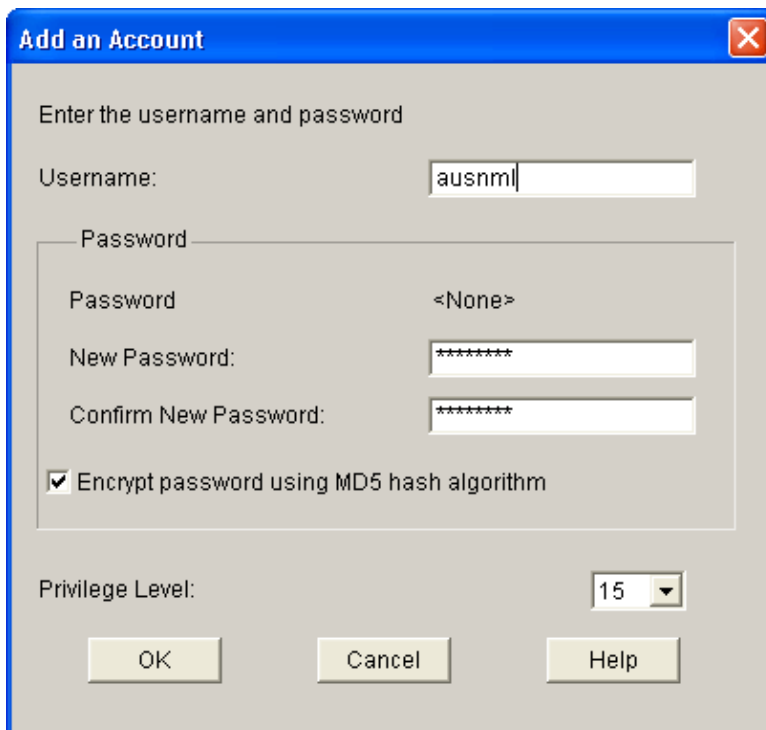 Add an Account
Enter the username and password
Username: ausnml
Password
Password <None>
New Password: ********
Confirm New Password: ********
Encrypt password using MD5 hash algorithm
Privilege Level: 15
OK Cancel Help